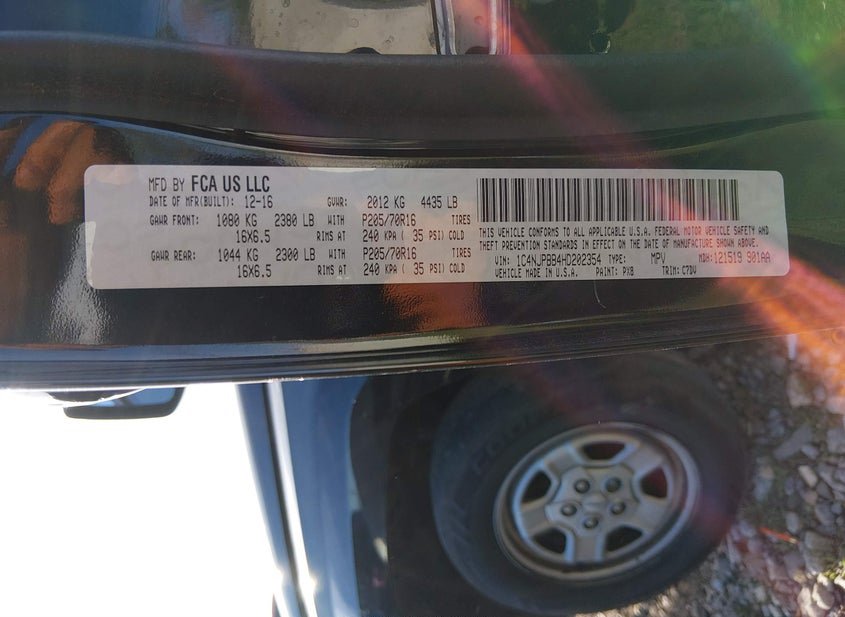 MFD BY FCA US LLC
DATE OF MFR(BUILT): 12-16 GVWR: 2012 KG 4435 LB
GAWR FRONT: 1080 KG 2380 LB WITH P205/70R16 TIRES
16X6.5 RIMS AT 240 KPA ( 35 PSI) COLD
GAWR REAR: 1044 KG 2300 LB WITH P205/70R16 TIRES
16X6.5 RIMS AT 240 KPA ( 35 PSI) COLD
THIS VEHICLE CONFORMS TO ALL APPLICABLE U.S.A. FEDERAL MOTOR VEHICLE SAFETY AND
THEFT PREVENTION STANDARDS IN EFFECT ON THE DATE OF MANUFACTURE SHOWN ABOVE.
VIN: 1C4NJPBB4HD202354 TYPE: MPV MDH: 121519 901AA
VEHICLE MADE IN U.S.A. PAINT: PX8 TRIM: C7DV